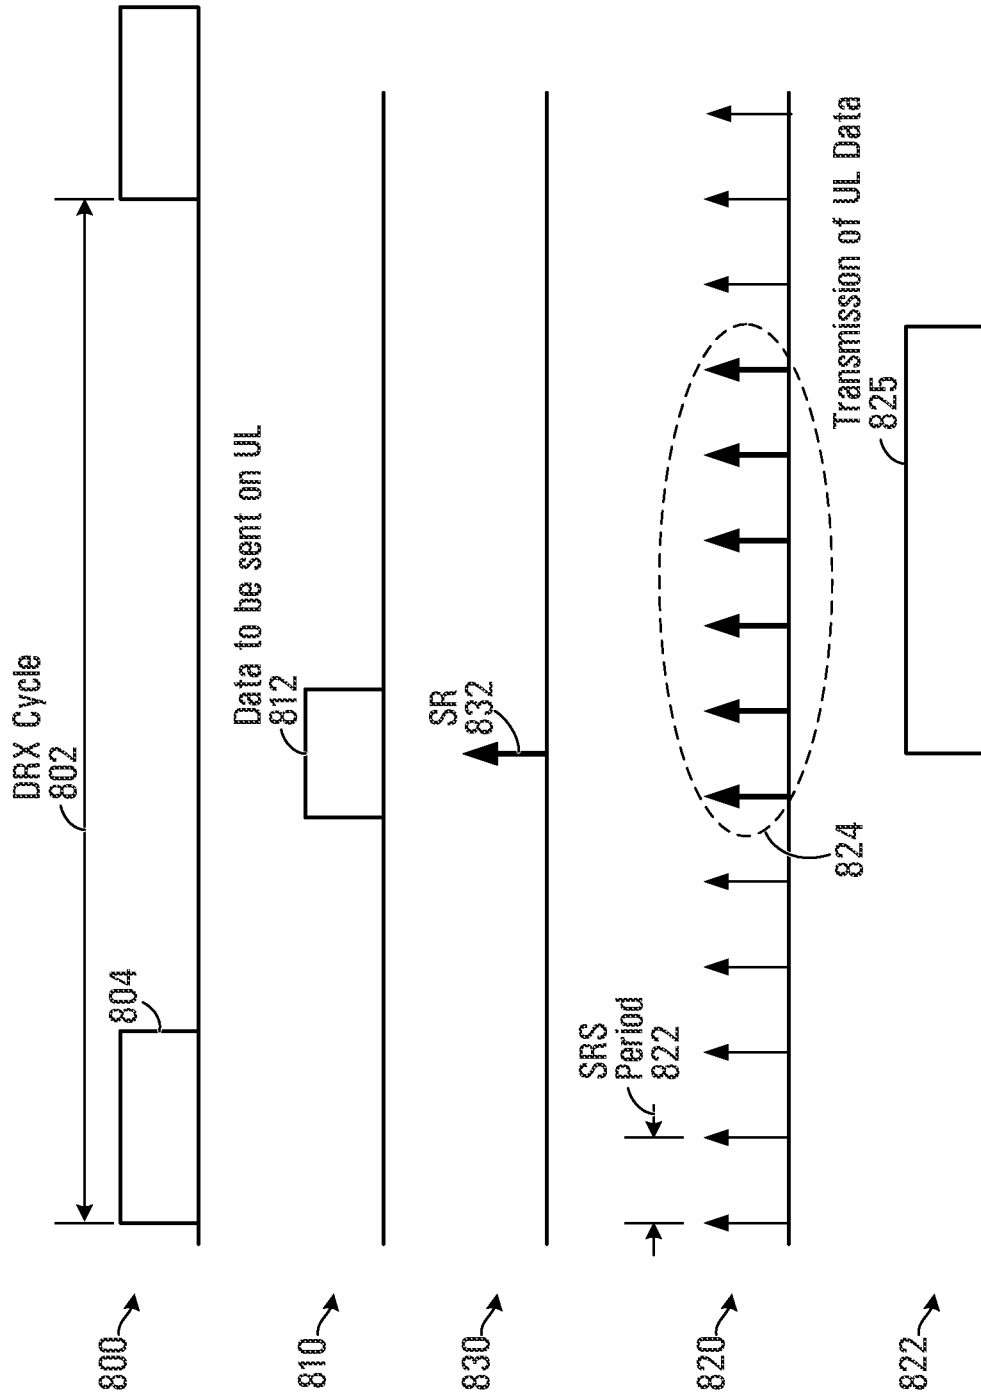 DRX Cycle
802
800
804
Data to be sent on UL
812
810
SR
832
830
SRS
Period
822
820
824
Transmission of UL Data
825
822